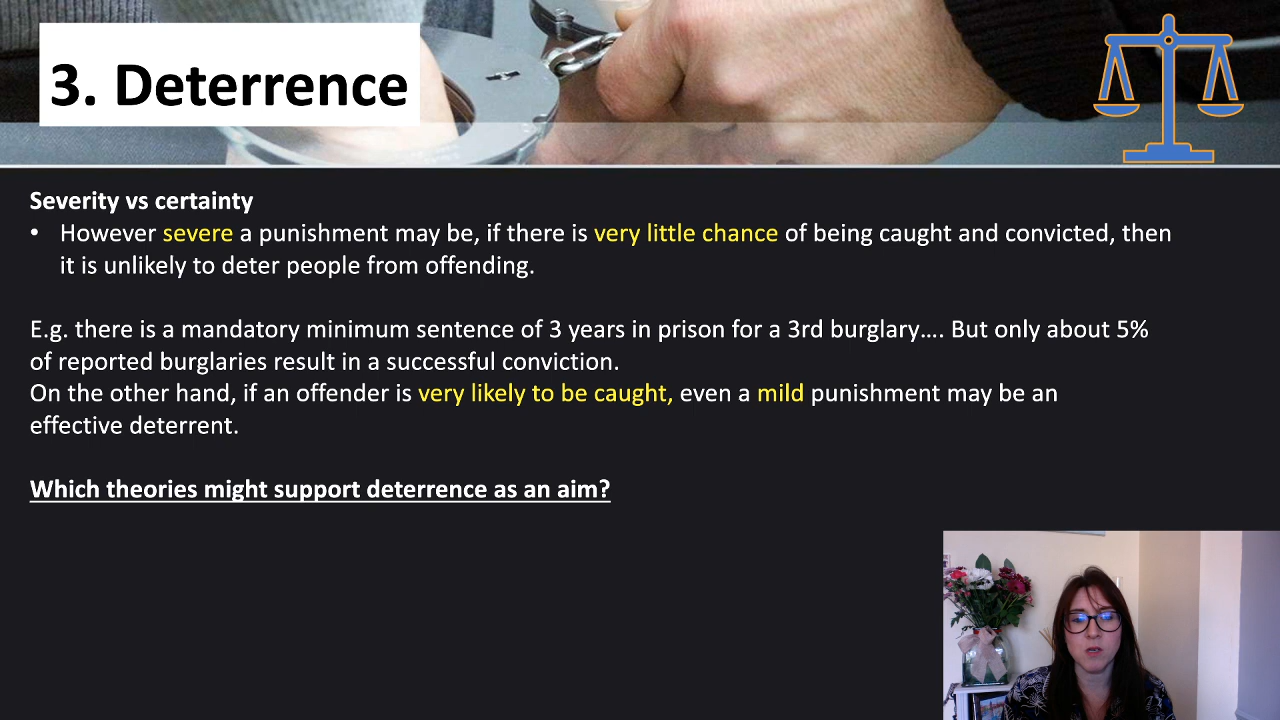 3. Deterrence
Severity vs certainty
• However severe a punishment may be, if there is very little chance of being caught and convicted, then
it is unlikely to deter people from offending.
E.g. there is a mandatory minimum sentence of 3 years in prison for a 3rd burglary.... But only about 5%
of reported burglaries result in a successful conviction.
On the other hand, if an offender is very likely to be caught, even a mild punishment may be an
effective deterrent.
Which theories might support deterrence as an aim?